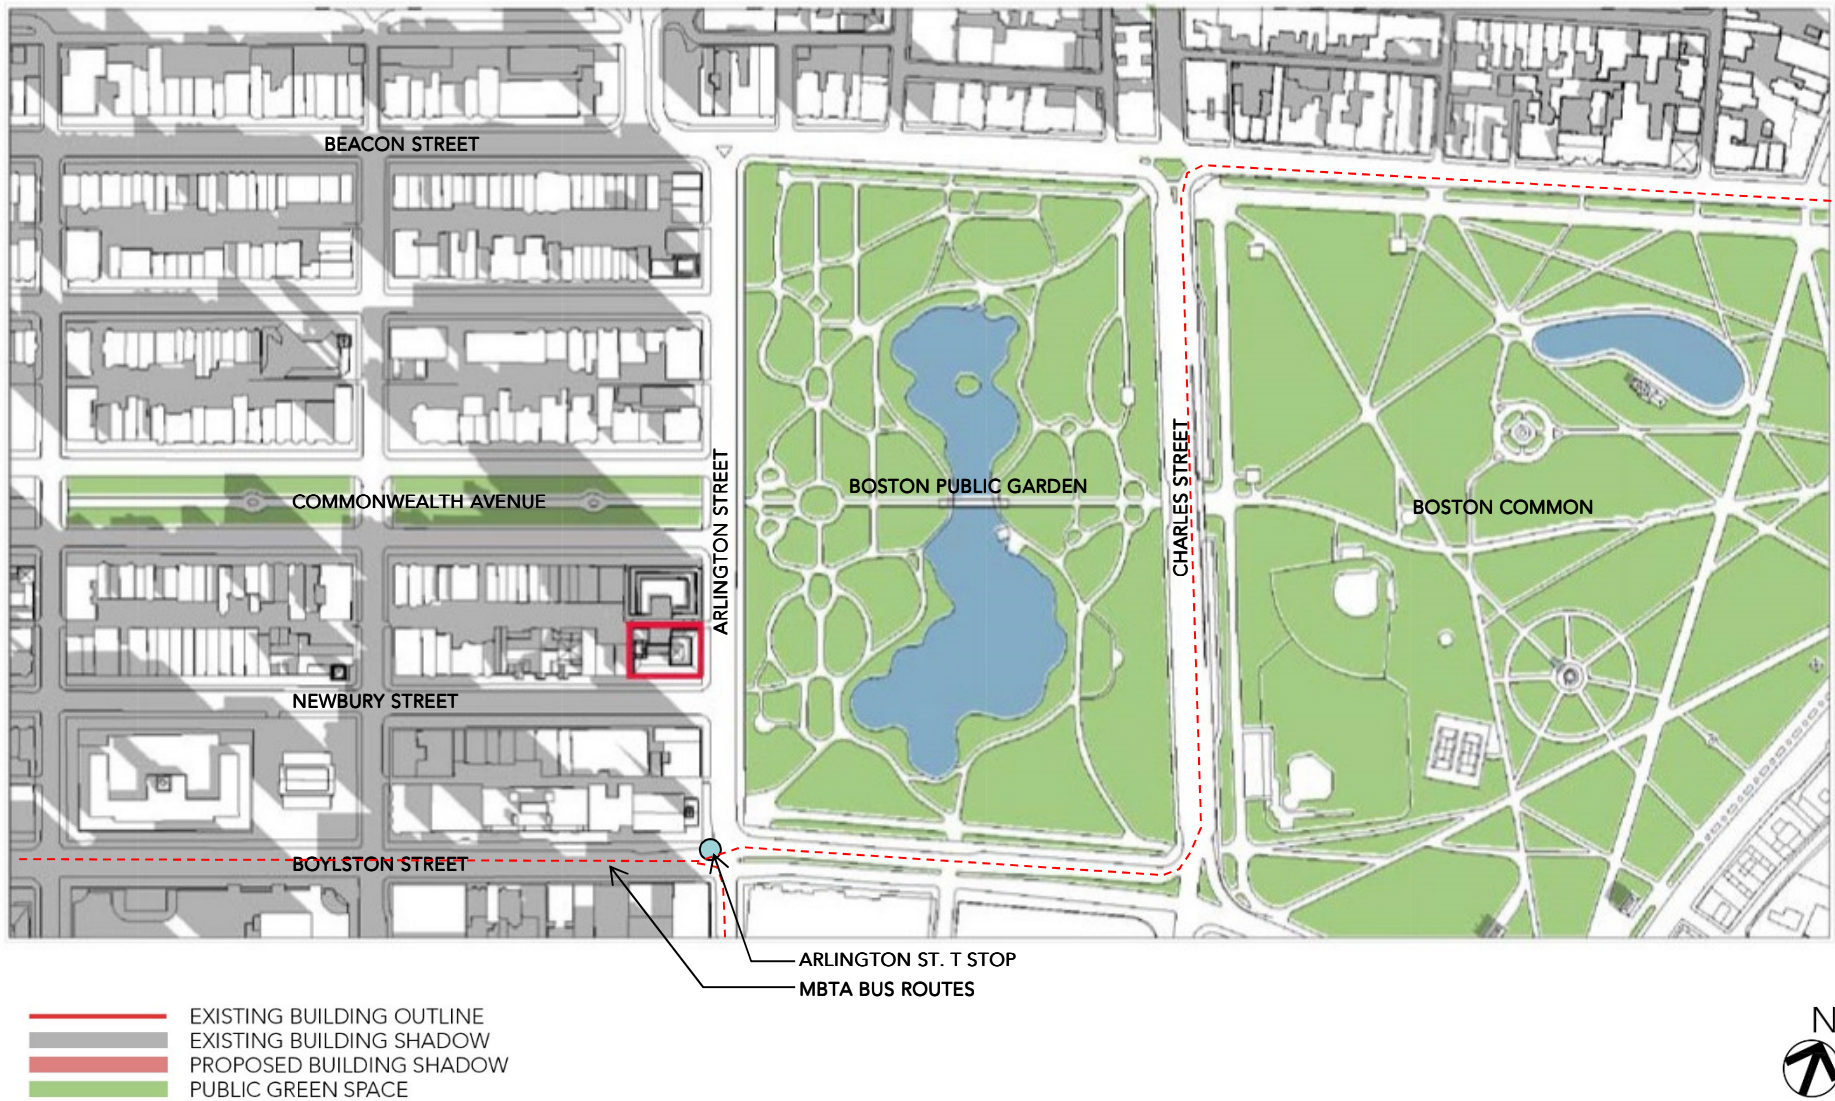 BEACON STREET
COMMONWEALTH AVENUE
ARLINGTON STREET
BOSTON PUBLIC GARDEN
CHARLES STREET
BOSTON COMMON
NEWBURY STREET
BOYLSTON STREET
ARLINGTON ST. T STOP
MBTA BUS ROUTES
EXISTING BUILDING OUTLINE
EXISTING BUILDING SHADOW
PROPOSED BUILDING SHADOW
PUBLIC GREEN SPACE
N